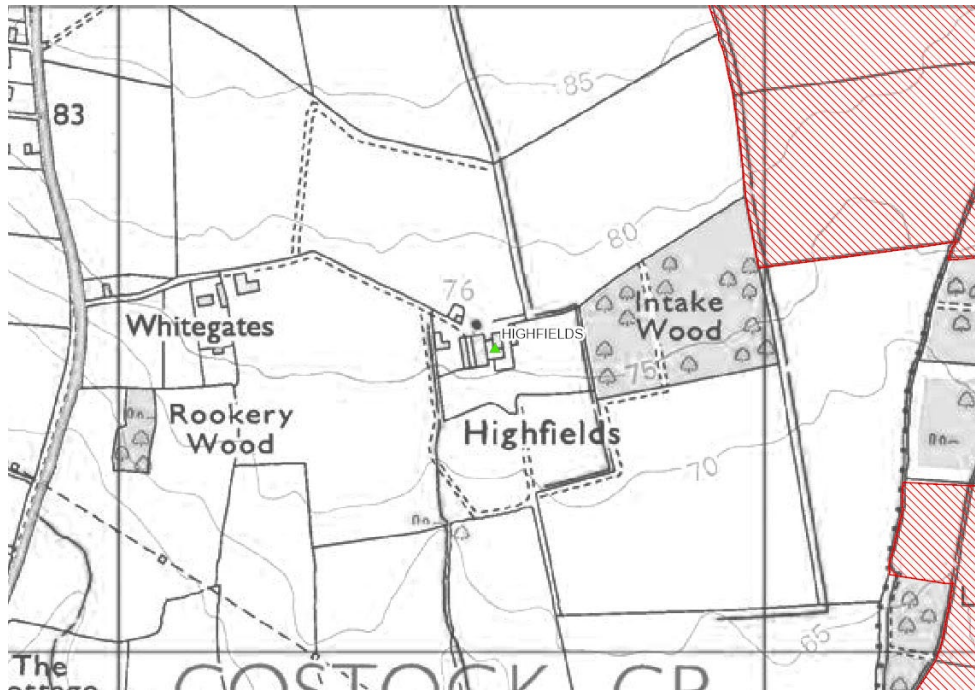 85
83
80
76
Intake
Wood
HIGHFIELDS
Whitegates
75
Rookery
Wood
Highfields
70
65
The
COSTOCK CP